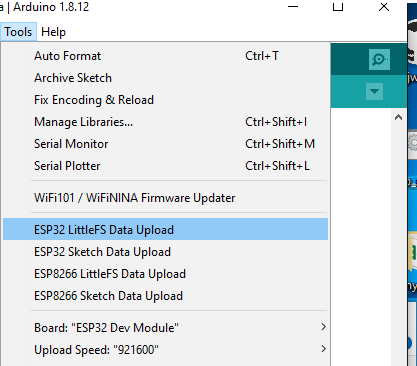 a | Arduino 1.8.12
Tools Help
Auto Format Ctrl+T
Archive Sketch
Fix Encoding & Reload
Manage Libraries... Ctrl+Shift+I
Serial Monitor Ctrl+Shift+M
Serial Plotter Ctrl+Shift+L
WiFi101 / WiFiNINA Firmware Updater
ESP32 LittleFS Data Upload
ESP32 Sketch Data Upload
ESP8266 LittleFS Data Upload
ESP8266 Sketch Data Upload
Board: "ESP32 Dev Module"
Upload Speed: "921600"